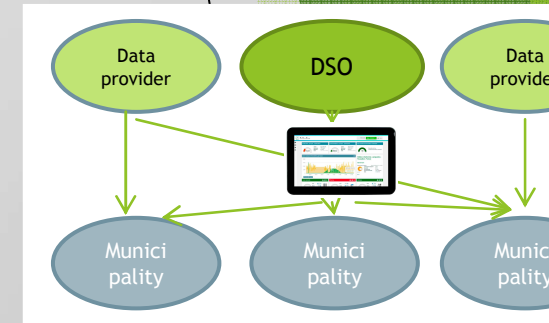 Data
provider
DSO
Data
provide
Munici
pality
Munici
pality
Munic
pality